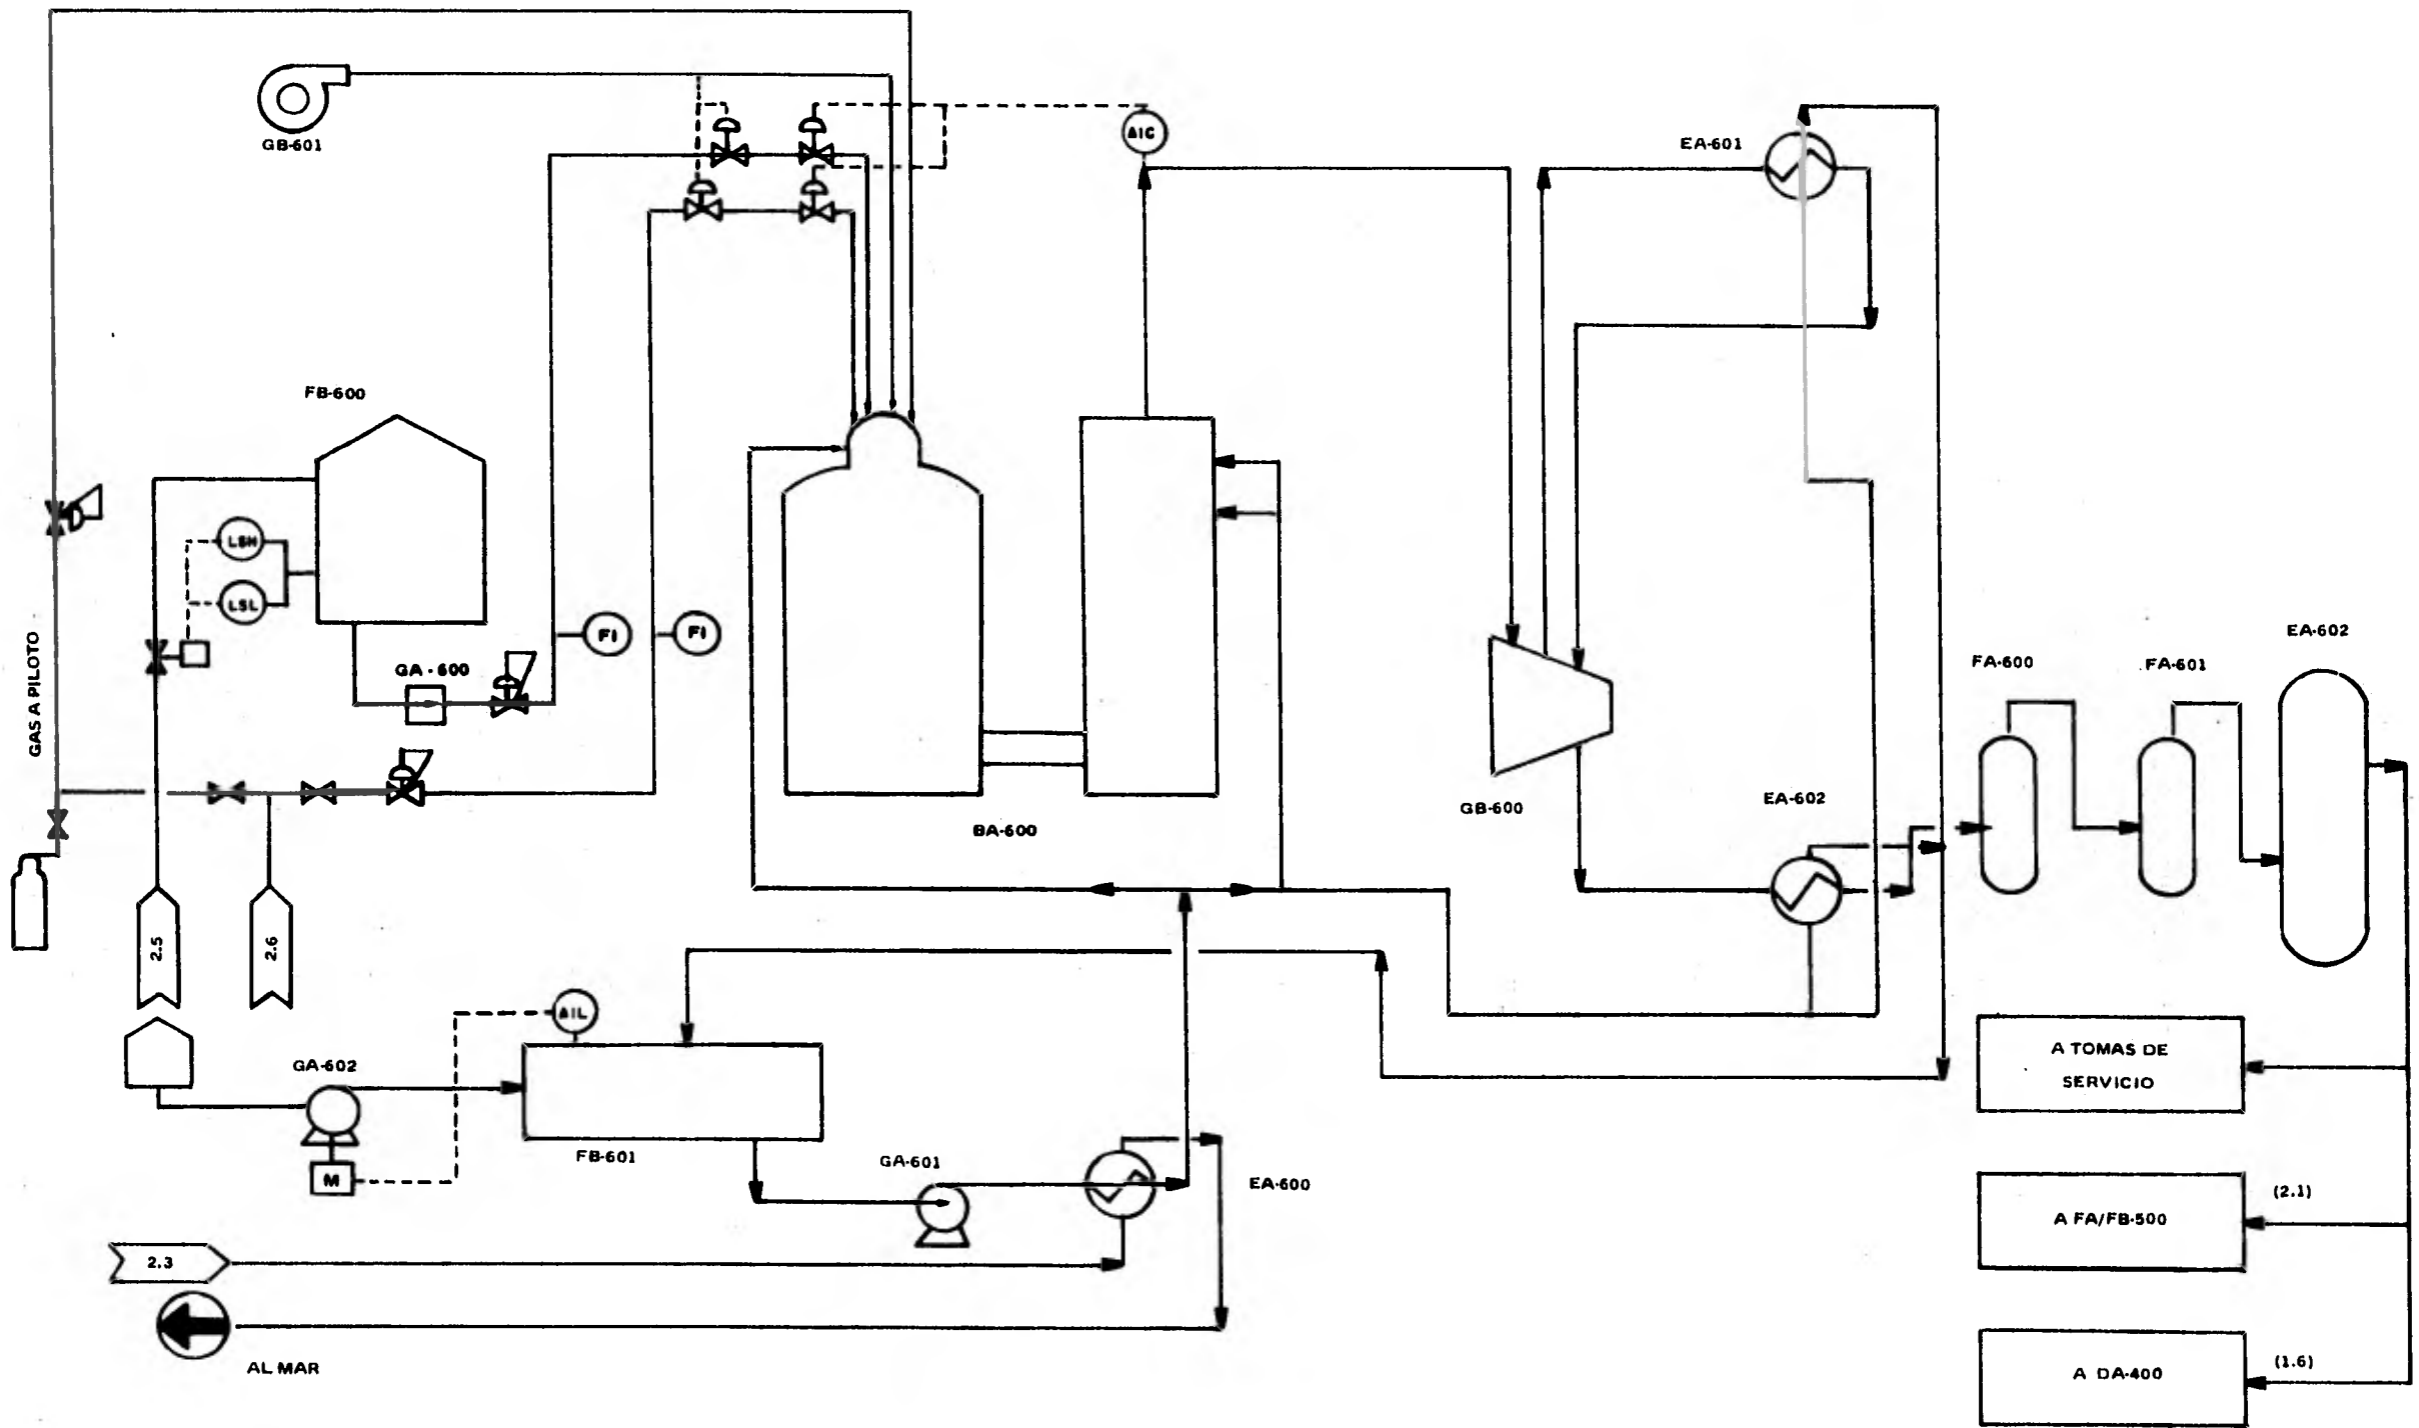 GB-601
AIC
EA-601
FB-600
LSH
LSL
FI
FI
GA-600
GAS A PILOTO
BA-600
GB-600
EA-602
FA-600
FA-601
EA-602
2.5
2.6
GA-602
M
AIL
FB-601
GA-601
EA-600
2.3
AL MAR
A TOMAS DE
SERVICIO
A FA/FB-500
(2.1)
A DA-400
(1.6)